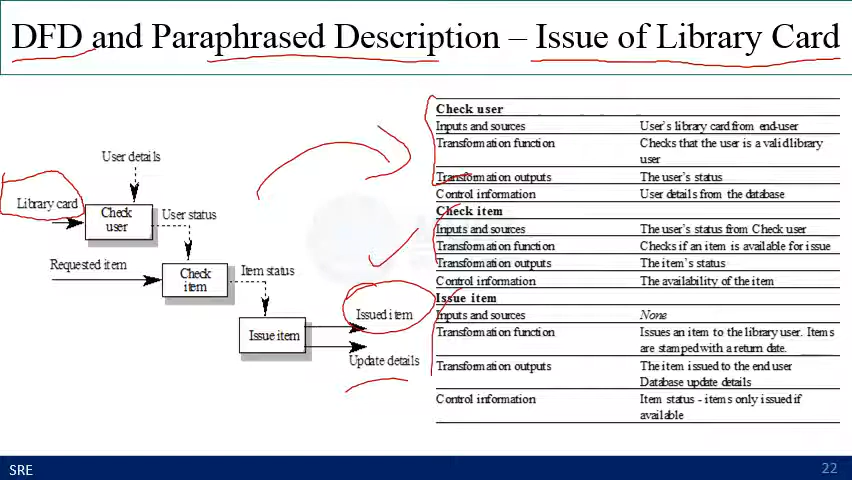 DFD and Paraphrased Description – Issue of Library Card
User details
Library card
Check
user
User status
Requested item
Check
item
Item status
Issue item
Issued item
Update details
Check user
Inputs and sources User's library card from end-user
Transformation function Checks that the user is a valid library
user
Transformation outputs The user's status
Control information User details from the database
Check item
Inputs and sources The user's status from Check user
Transformation function Checks if an item is available for issue
Transformation outputs The item's status
Control information The availability of the item
Issue item
Inputs and sources None
Transformation function Issues an item to the library user. Items
are stamped with a return date.
Transformation outputs The item issued to the end user
Database update details
Control information Item status - items only issued if
available
SRE
22